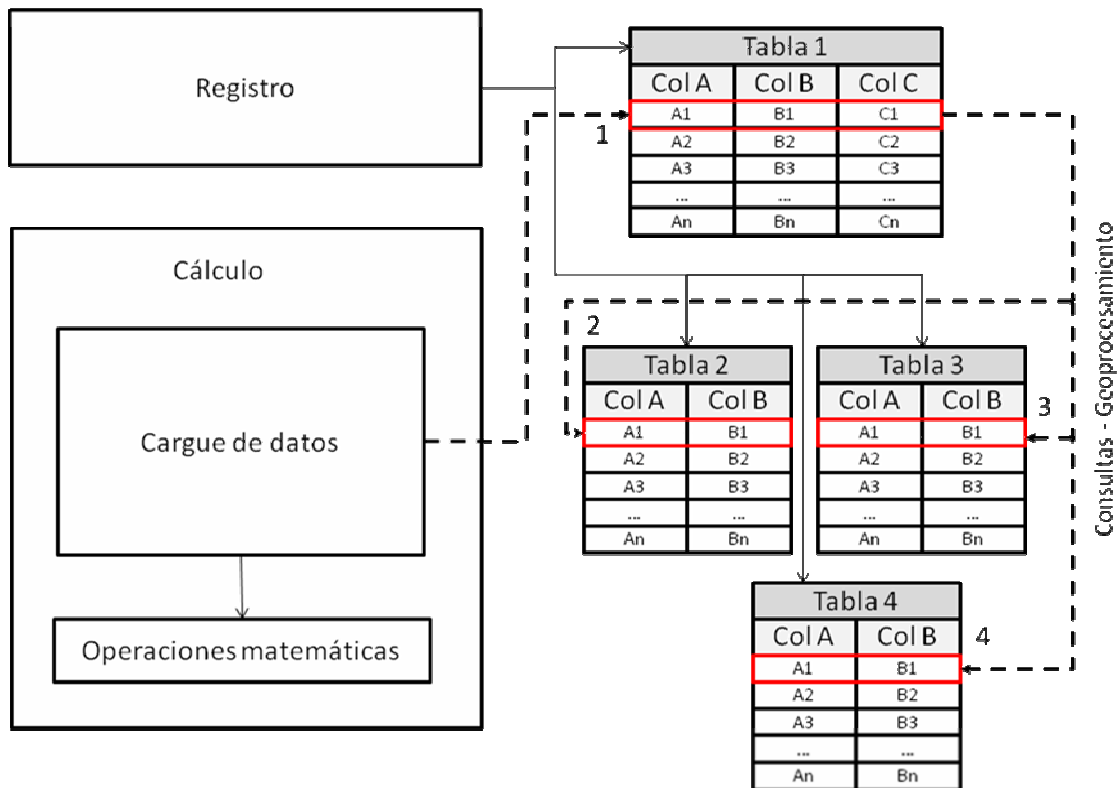 Registro
Tabla 1
Col A Col B Col C
A1 B1 C1
A2 B2 C2
A3 B3 C3
... ... ...
An Bn Cn
1
Cálculo
Cargue de datos
Operaciones matemáticas
2
Tabla 2
Col A Col B
A1 B1
A2 B2
A3 B3
... ...
An Bn
Tabla 3
Col A Col B
A1 B1
A2 B2
A3 B3
... ...
An Bn
3
Tabla 4
Col A Col B
A1 B1
A2 B2
A3 B3
... ...
An Bn
4
Consultas - Geoprocesamiento